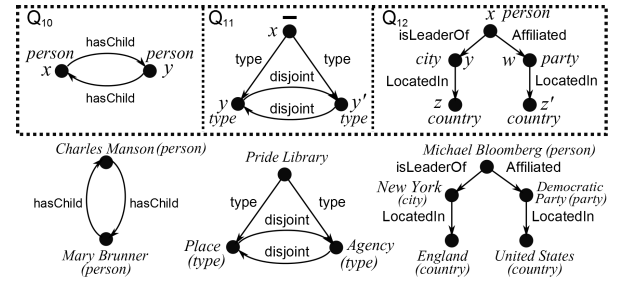 Q10
person
hasChild
person
x
y
hasChild
Q11
_
x
type
type
disjoint
y
y'
type
disjoint
type
Q12
x person
isLeaderOf
Affiliated
city
y
w
party
LocatedIn
LocatedIn
z
z'
country
country
Charles Manson (person)
hasChild
hasChild
Mary Brunner
(person)
Pride Library
type
type
disjoint
Place
Agency
(type)
disjoint
(type)
Michael Bloomberg (person)
isLeaderOf
Affiliated
New York
(city)
Democratic
Party (party)
LocatedIn
LocatedIn
England
(country)
United States
(country)